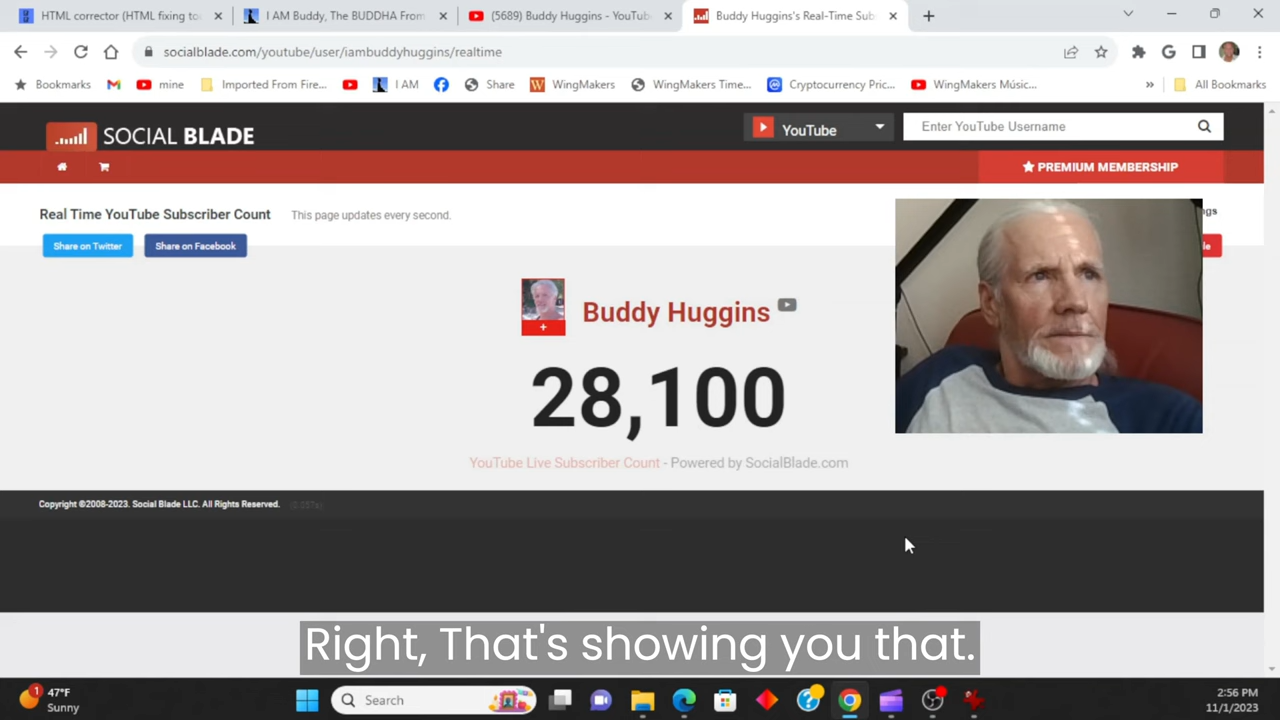 HTML corrector (HTML fixing to
I AM Buddy, The BUDDHA From
(5689) Buddy Huggins - YouTub
Buddy Huggins's Real-Time Sub
socialblade.com/youtube/user/iambuddyhuggins/realtime
Bookmarks
mine
Imported From Fire...
I AM
Share
WingMakers
WingMakers Time...
Cryptocurrency Pric...
WingMakers Músic...
»
All Bookmarks
SOCIAL BLADE
YouTube
Enter YouTube Username
PREMIUM MEMBERSHIP
Real Time YouTube Subscriber Count
This page updates every second.
gs
Share on Twitter
Share on Facebook
le
+
Buddy Huggins
28,100
YouTube Live Subscriber Count - Powered by SocialBlade.com
Copyright ©2008-2023. Social Blade LLC. All Rights Reserved.
Right, That's showing you that.
1
47°F
Sunny
Search
2:56 PM
11/1/2023